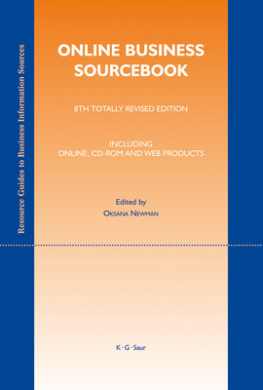 Resource Guides to Business Information Sources
ONLINE BUSINESS
SOURCEBOOK
8TH TOTALLY REVISED EDITION
INCLUDING
ONLINE, CD-ROM AND WEB PRODUCTS
Edited by
OKSANA NEWMAN
K · G · Saur